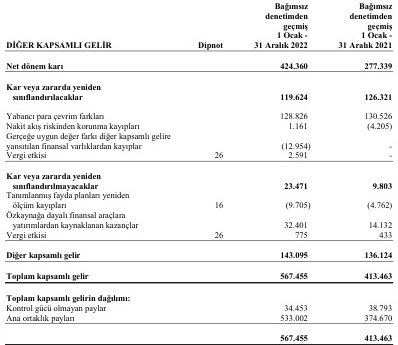 Bağımsız Bağımsız
denetimden denetimden
geçmiş geçmiş
1 Ocak - 1 Ocak -
DİĞER KAPSAMLI GELİR Dipnot 31 Aralık 2022 31 Aralık 2021
Net dönem karı 424.360 277.339
Kar veya zararda yeniden
sınıflandırılacaklar 119.624 126.321
Yabancı para çevrim farkları 128.826 130.526
Nakit akış riskinden korunma kayıpları 1.161 (4.205)
Gerçeğe uygun değer farkı diğer kapsamlı gelire
yansıtılan finansal varlıklardan kayıplar (12.954) -
Vergi etkisi 26 2.591 -
Kar veya zararda yeniden
sınıflandırılmayacaklar 23.471 9.803
Tanımlanmış fayda planları yeniden
ölçüm kayıpları 16 (9.705) (4.762)
Özkaynağa dayalı finansal araçlara
yatırımlardan kaynaklanan kazançlar 32.401 14.132
Vergi etkisi 26 775 433
Diğer kapsamlı gelir 143.095 136.124
Toplam kapsamlı gelir 567.455 413.463
Toplam kapsamlı gelirin dağılımı:
Kontrol gücü olmayan paylar 34.453 38.793
Ana ortaklık payları 533.002 374.670
567.455 413.463